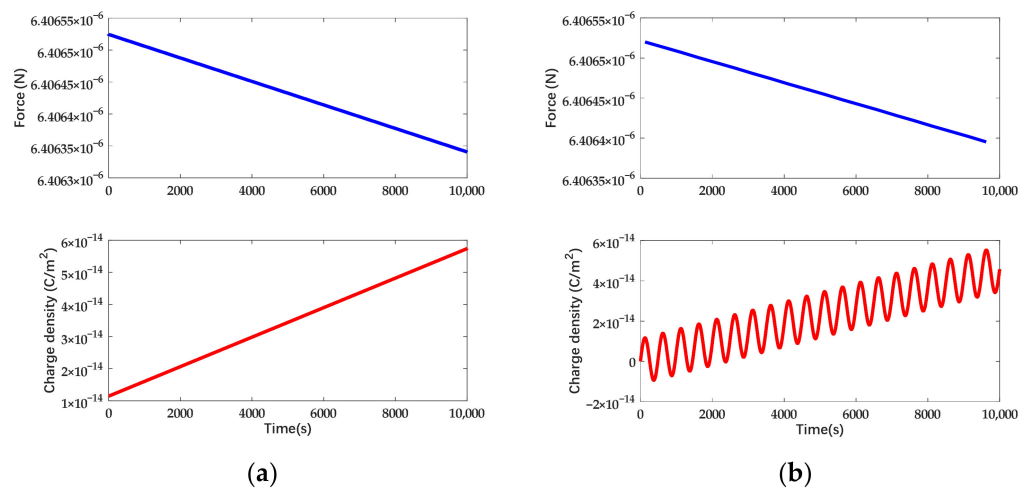 6.40655×10⁻⁶
6.4065×10⁻⁶
6.40645×10⁻⁶
6.4064×10⁻⁶
6.40635×10⁻⁶
6.4063×10⁻⁶
Force (N)
0 2000 4000 6000 8000 10,000
6×10⁻¹⁴
5×10⁻¹⁴
4×10⁻¹⁴
3×10⁻¹⁴
2×10⁻¹⁴
1×10⁻¹⁴
Charge density (C/m²)
0 2000 4000 6000 8000 10,000
Time(s)
(a)
6.40655×10⁻⁶
6.4065×10⁻⁶
6.40645×10⁻⁶
6.4064×10⁻⁶
6.40635×10⁻⁶
Force (N)
0 2000 4000 6000 8000 10,000
6×10⁻¹⁴
4×10⁻¹⁴
2×10⁻¹⁴
0
−2×10⁻¹⁴
Charge density (C/m²)
0 2000 4000 6000 8000 10,000
Time(s)
(b)